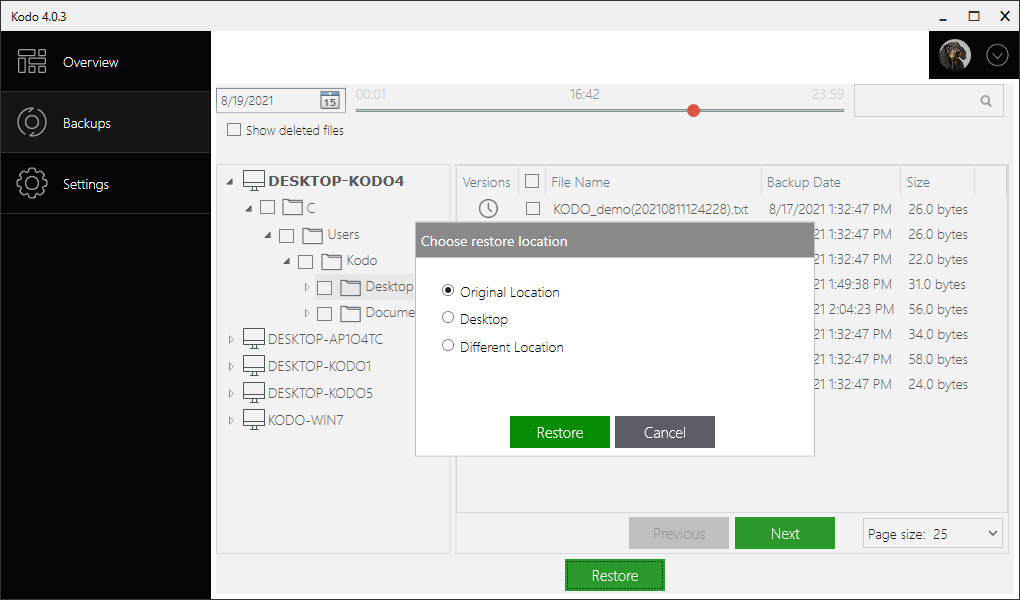 Kodo 4.0.3
Overview
Backups
Settings
8/19/2021
15
00:01 16:42 23:59
Show deleted files
DESKTOP-KODO4
C
Users
Kodo
Desktop
Docume
DESKTOP-AP1O4TC
DESKTOP-KODO1
DESKTOP-KODO5
KODO-WIN7
Versions File Name Backup Date Size
KODO_demo(20210811124228).txt 8/17/2021 1:32:47 PM 26.0 bytes
21 1:32:47 PM 26.0 bytes
21 1:32:47 PM 22.0 bytes
21 1:49:38 PM 31.0 bytes
21 2:04:23 PM 56.0 bytes
21 1:32:47 PM 34.0 bytes
21 1:32:47 PM 58.0 bytes
21 1:32:47 PM 24.0 bytes
Choose restore location
Original Location
Desktop
Different Location
Restore Cancel
Previous Next Page size: 25
Restore